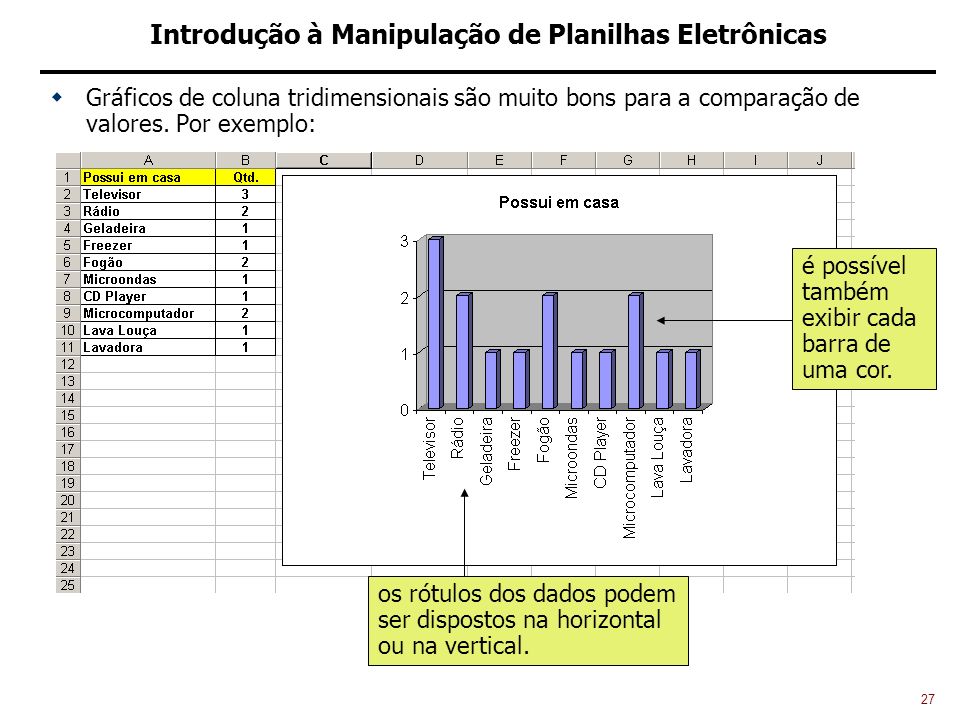 Introdução à Manipulação de Planilhas Eletrônicas
Gráficos de coluna tridimensionais são muito bons para a comparação de
valores. Por exemplo:
A B C D E F G H I J
1 Possui em casa Qtd.
2 Televisor 3
3 Rádio 2
4 Geladeira 1
5 Freezer 1
6 Fogão 2
7 Microondas 1
8 CD Player 1
9 Microcomputador 2
10 Lava Louça 1
11 Lavadora 1
12
13
14
15
16
17
18
19
20
21
22
23
24
25
Possui em casa
3
2
1
0
Televisor
Rádio
Geladeira
Freezer
Fogão
Microondas
CD Player
Microcomputador
Lava Louça
Lavadora
é possível
também
exibir cada
barra de
uma cor.
os rótulos dos dados podem
ser dispostos na horizontal
ou na vertical.
27